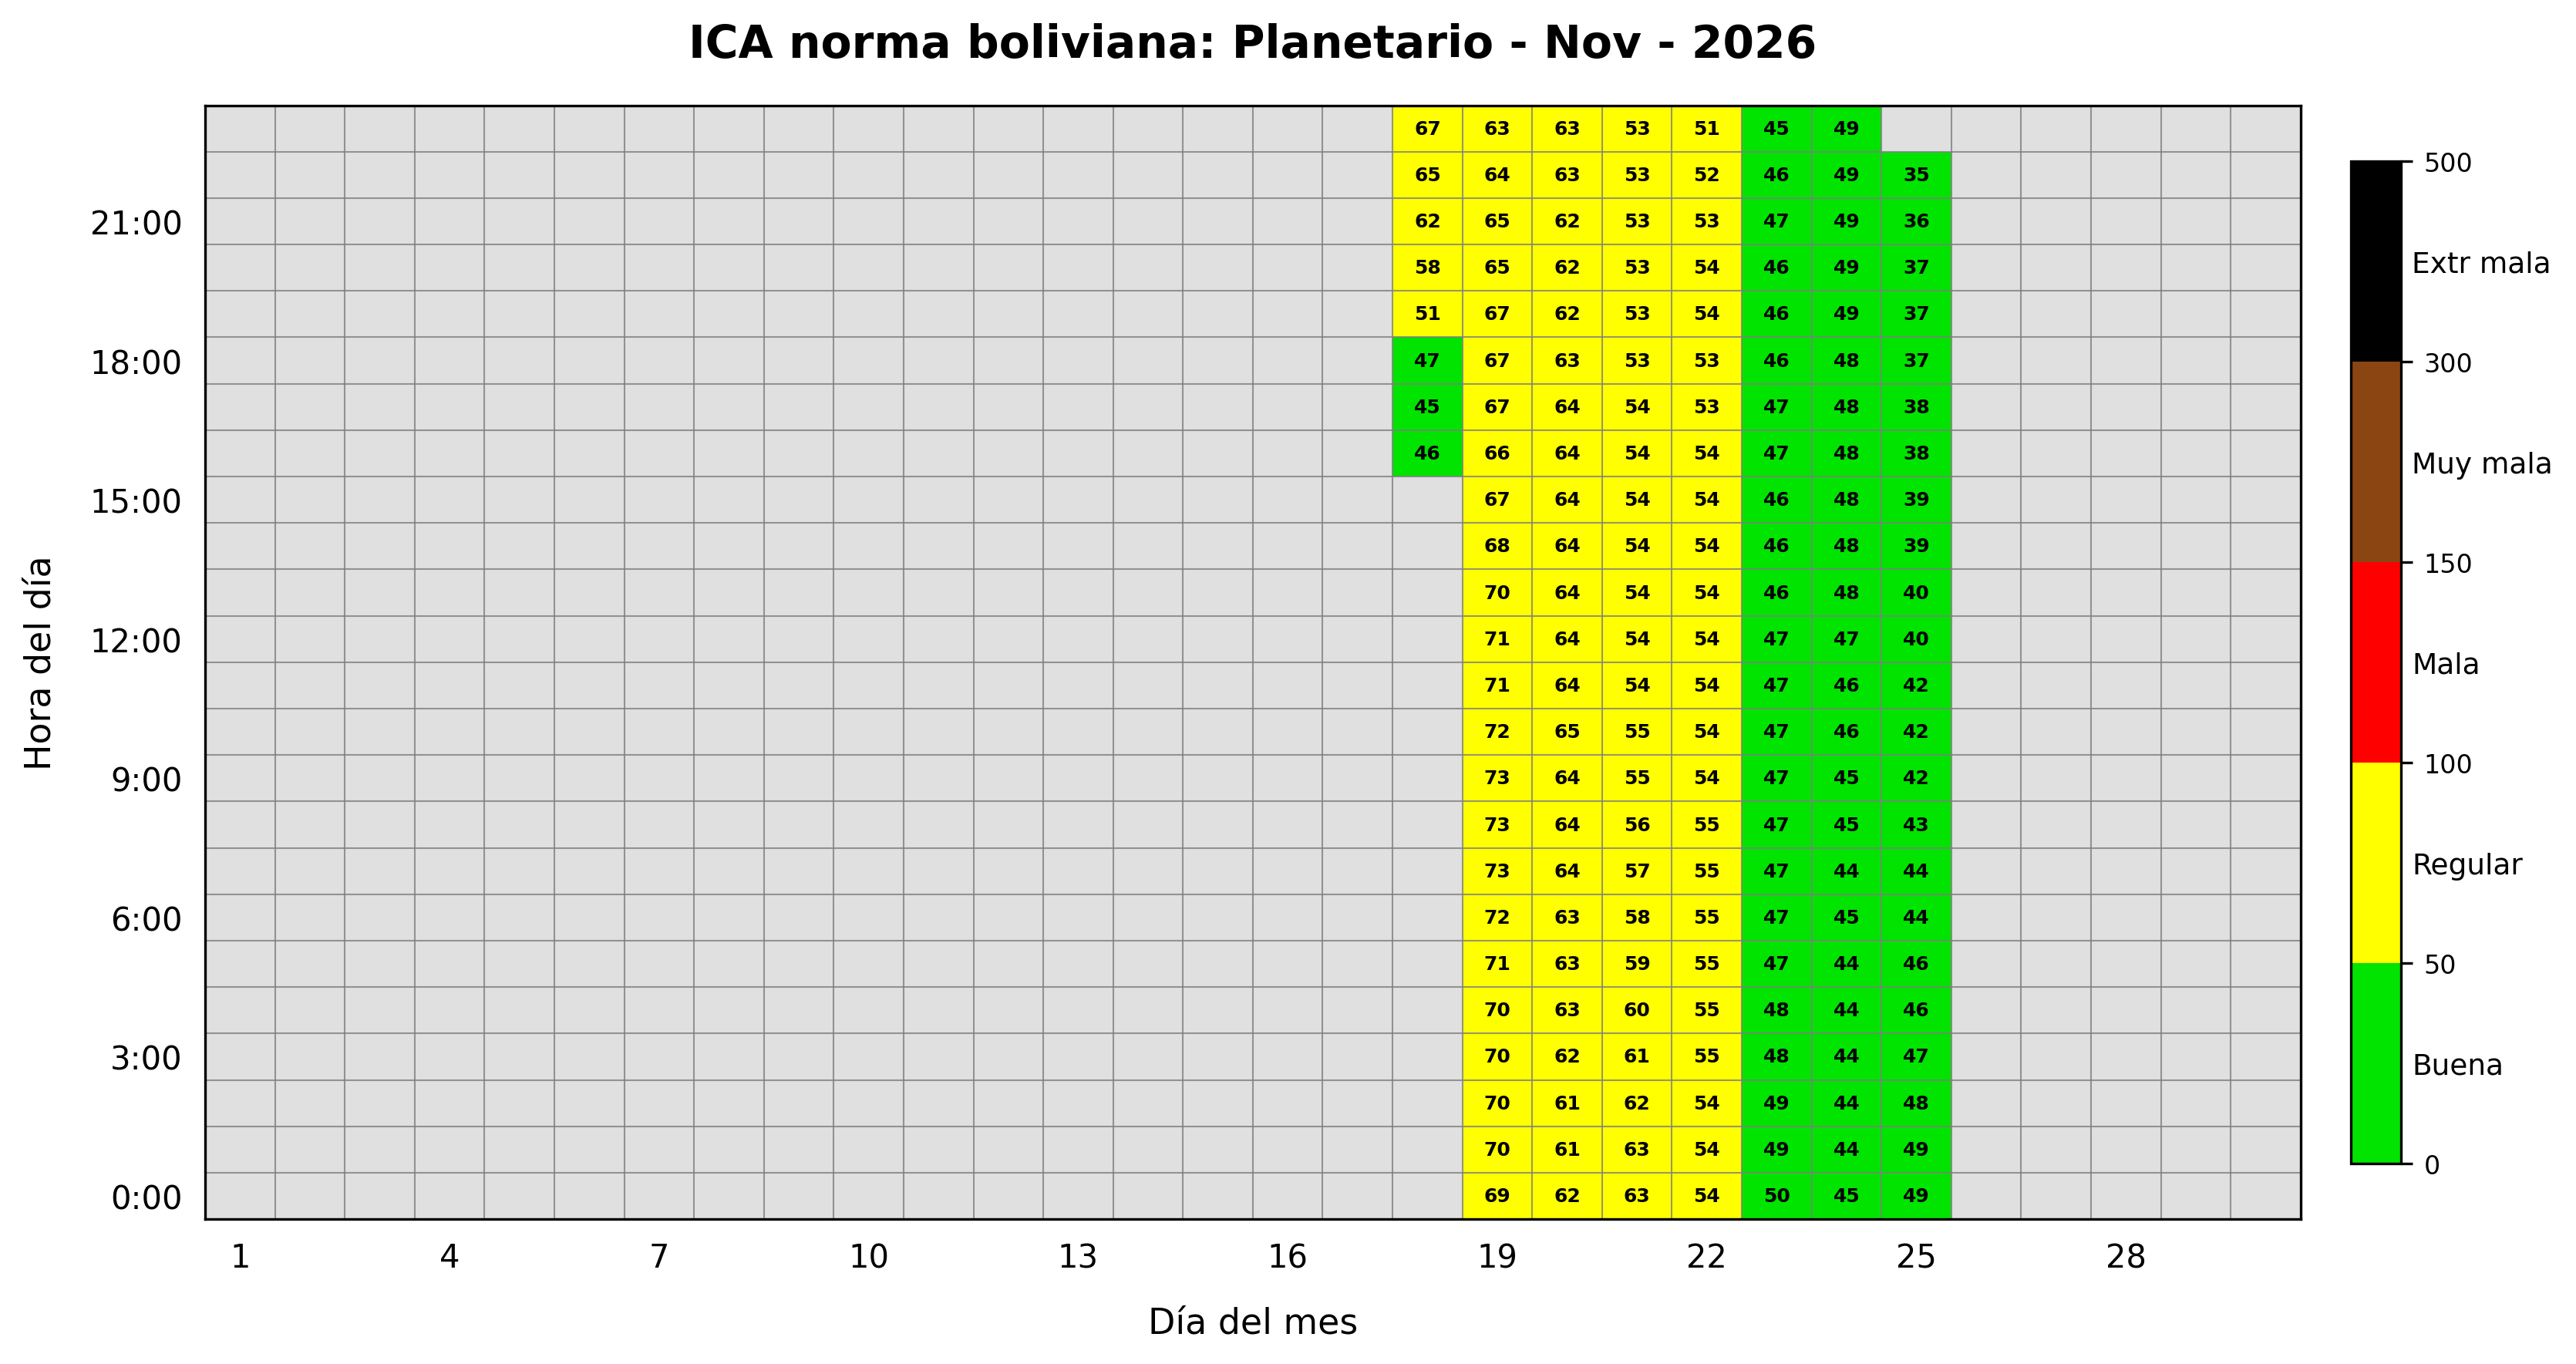 ICA norma boliviana: Planetario - Nov - 2026
67 63 63 53 51 45 49
65 64 63 53 52 46 49 35
21:00 62 65 62 53 53 47 49 36
58 65 62 53 54 46 49 37
51 67 62 53 54 46 49 37
18:00 47 67 63 53 53 46 48 37
45 67 64 54 53 47 48 38
46 66 64 54 54 47 48 38
15:00 67 64 54 54 46 48 39
68 64 54 54 46 48 39
70 64 54 54 46 48 40
12:00 71 64 54 54 47 47 40
71 64 54 54 47 46 42
72 65 55 54 47 46 42
9:00 73 64 55 54 47 45 42
73 64 56 55 47 45 43
73 64 57 55 47 44 44
6:00 72 63 58 55 47 45 44
71 63 59 55 47 44 46
70 63 60 55 48 44 46
3:00 70 62 61 55 48 44 47
70 61 62 54 49 44 48
70 61 63 54 49 44 49
0:00 69 62 63 54 50 45 49
1 4 7 10 13 16 19 22 25 28
Hora del día
Día del mes
500
Extr mala
300
Muy mala
150
Mala
100
Regular
50
Buena
0